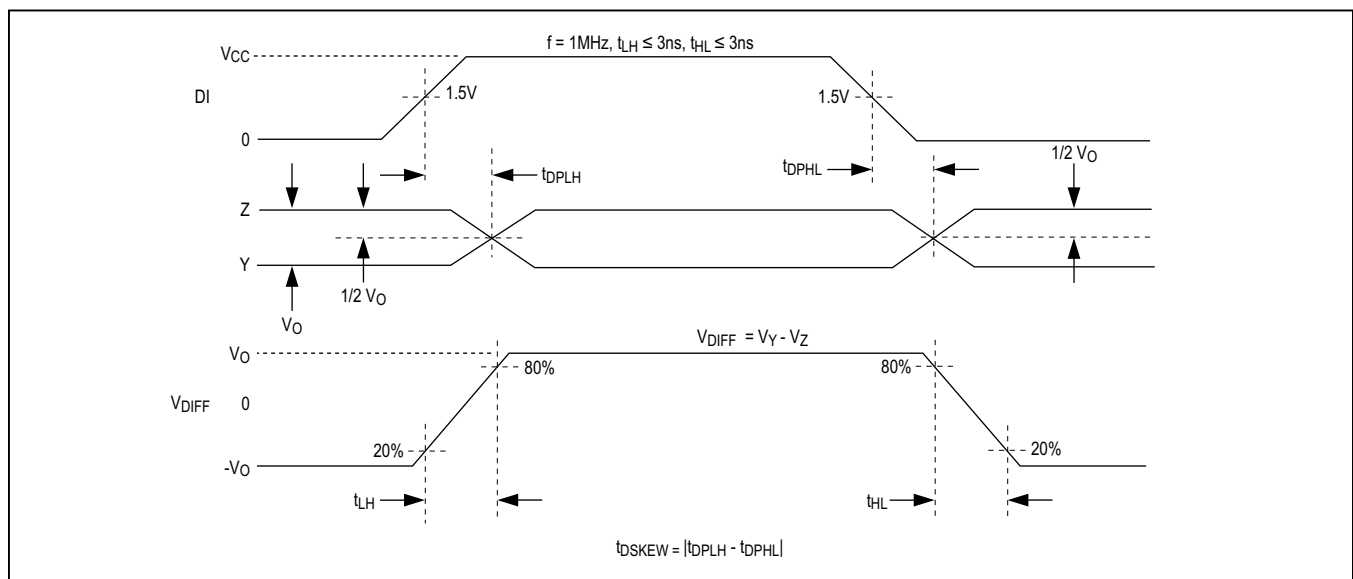 f = 1MHz, tLH ≤ 3ns, tHL ≤ 3ns
VCC
DI
1.5V
1.5V
0
1/2 VO
tDPLH
tDPHL
Z
Y
1/2 VO
VO
VDIFF = VY - VZ
VO
80%
80%
VDIFF 0
20%
20%
-VO
tLH
tHL
tDSKEW = |tDPLH - tDPHL|